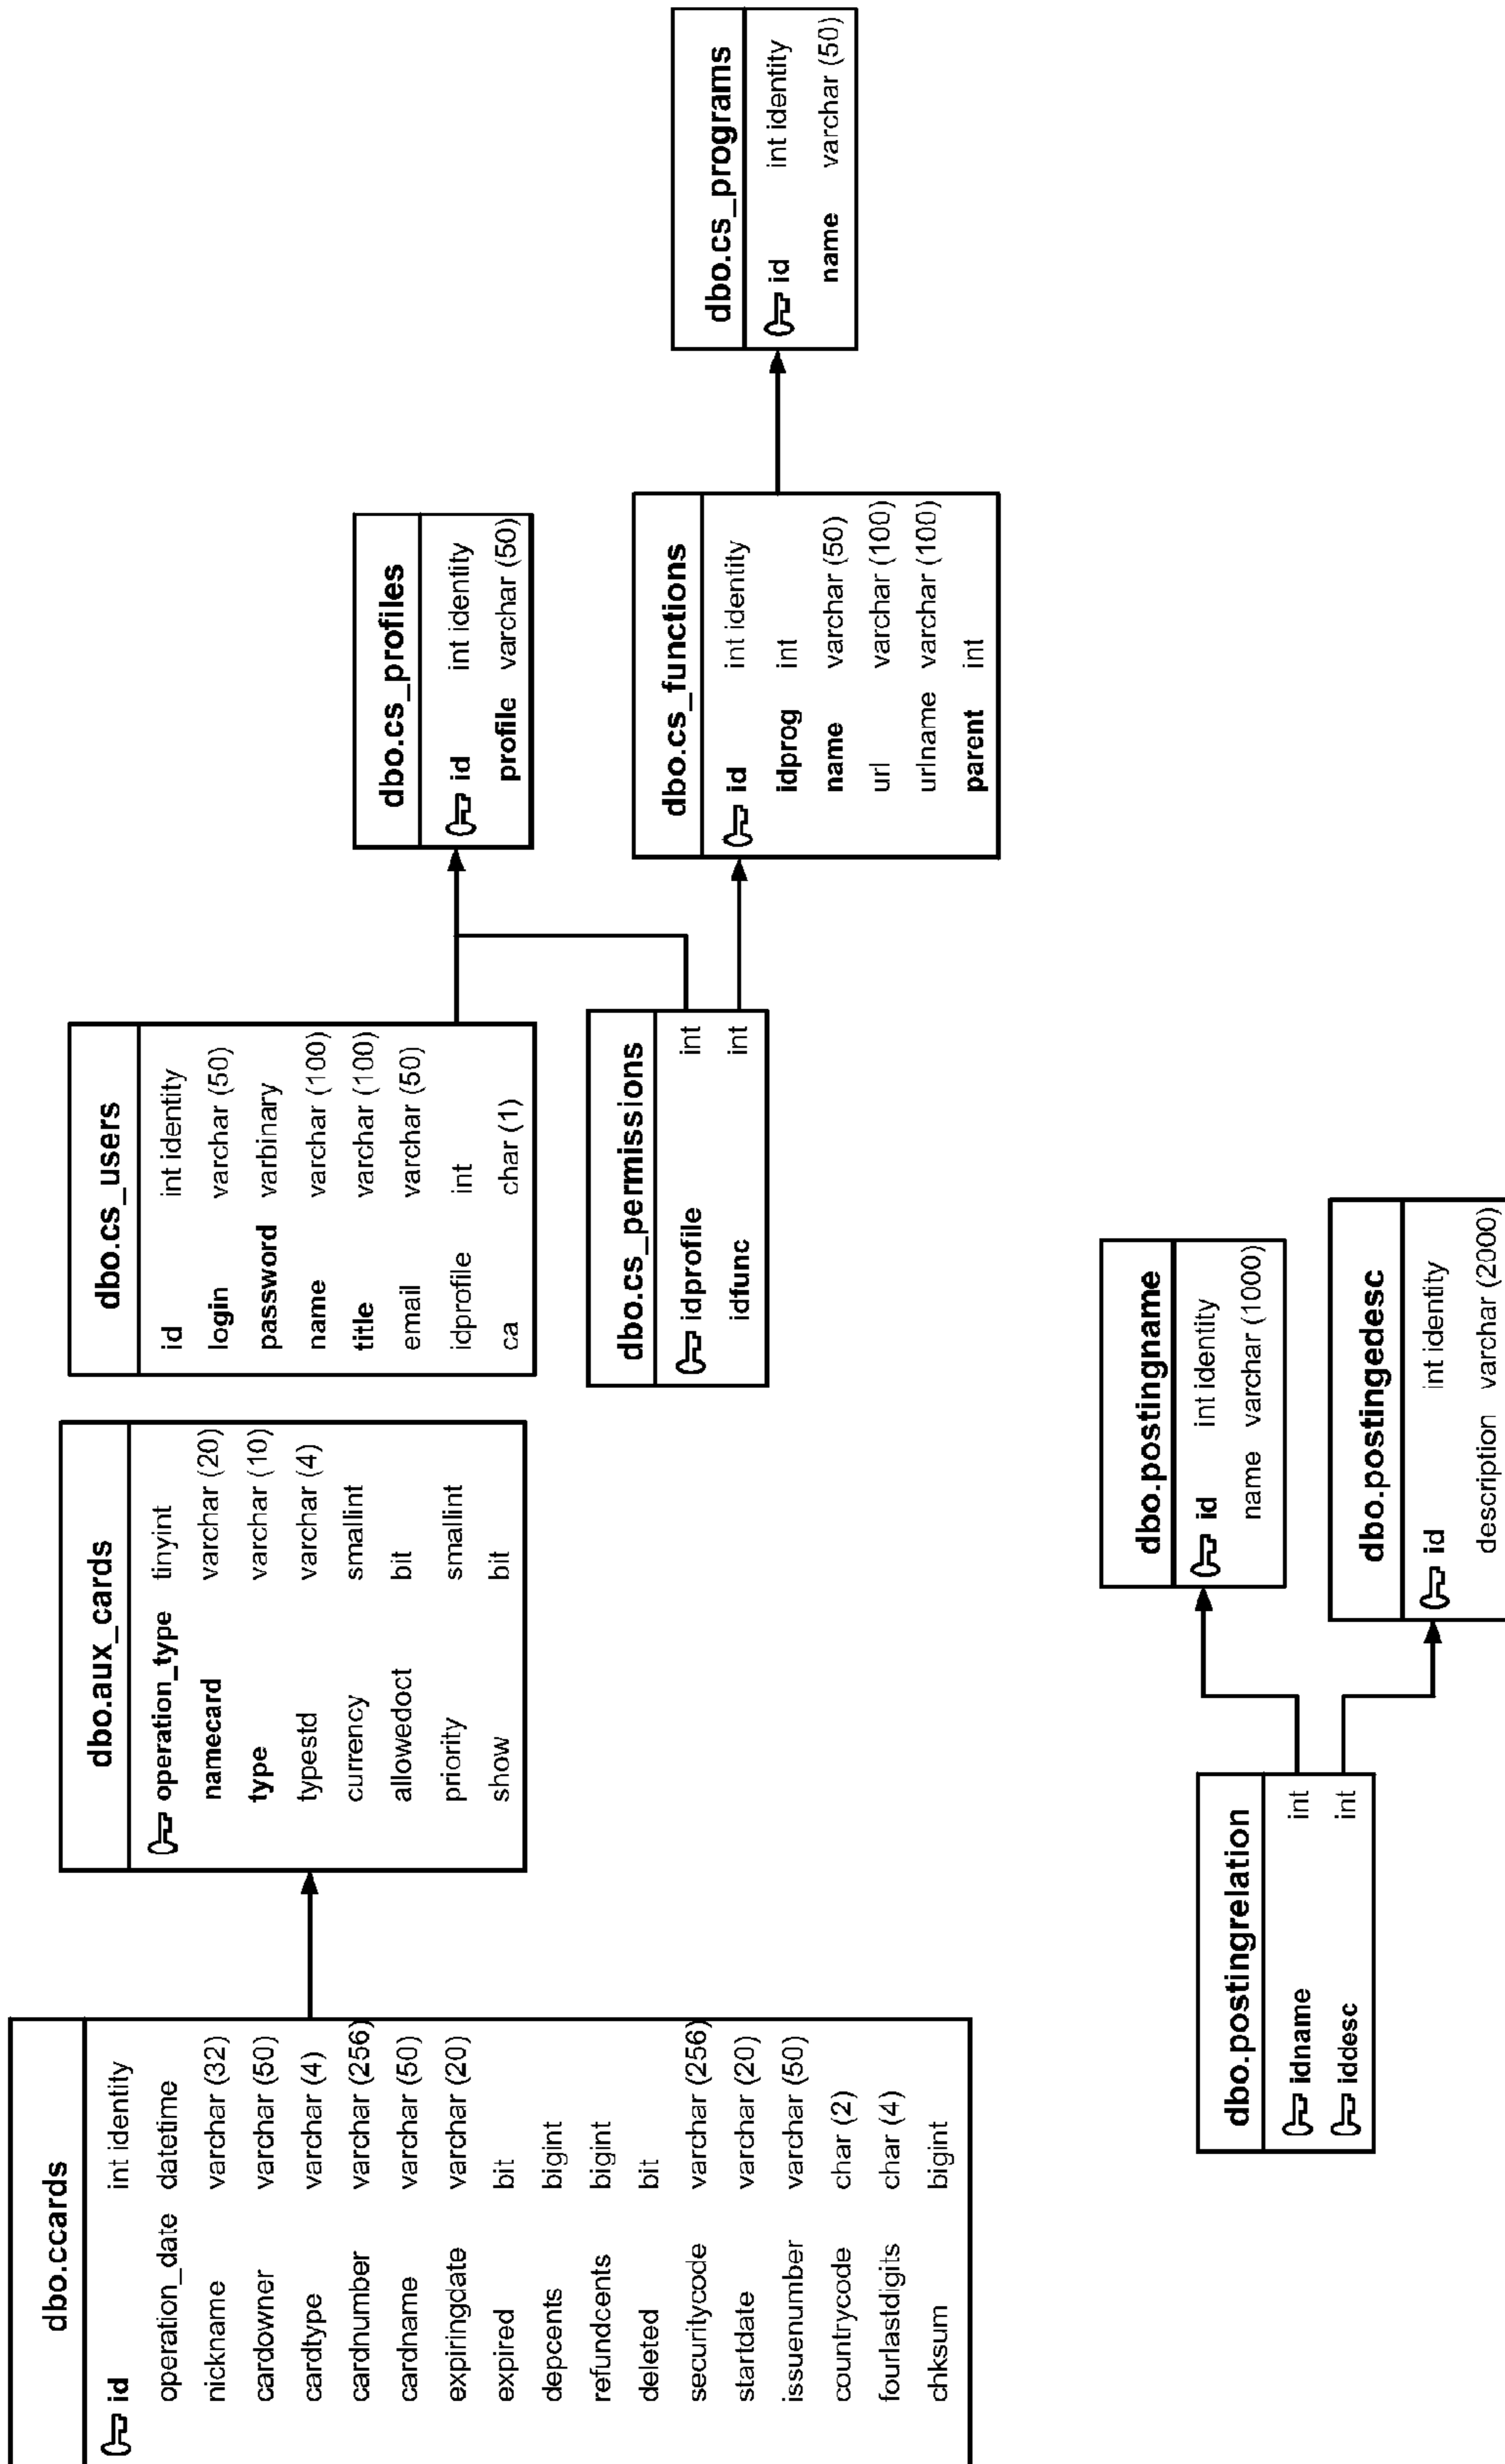 dbo.ccards
id int identity
operation_date datetime
nickname varchar (32)
cardowner varchar (50)
cardtype varchar (4)
cardnumber varchar (256)
cardname varchar (50)
expiringdate varchar (20)
expired bit
depcents bigint
refundcents bigint
deleted bit
securitycode varchar (256)
startdate varchar (20)
issuenumber varchar (50)
countrycode char (2)
fourlastdigits char (4)
chksum bigint
dbo.aux_cards
operation_type tinyint
namecard varchar (20)
type varchar (10)
typestd varchar (4)
currency smallint
allowedoct bit
priority smallint
show bit
dbo.cs_users
id int identity
login varchar (50)
password varbinary
name varchar (100)
title varchar (100)
email varchar (50)
idprofile int
ca char (1)
dbo.cs_profiles
id int identity
profile varchar (50)
dbo.cs_permissions
idprofile int
idfunc int
dbo.cs_functions
id int identity
idprog int
name varchar (50)
url varchar (100)
urlname varchar (100)
parent int
dbo.cs_programs
id int identity
name varchar (50)
dbo.postingrelation
idname int
iddesc int
dbo.postingname
id int identity
name varchar (1000)
dbo.postingedesc
id int identity
description varchar (2000)